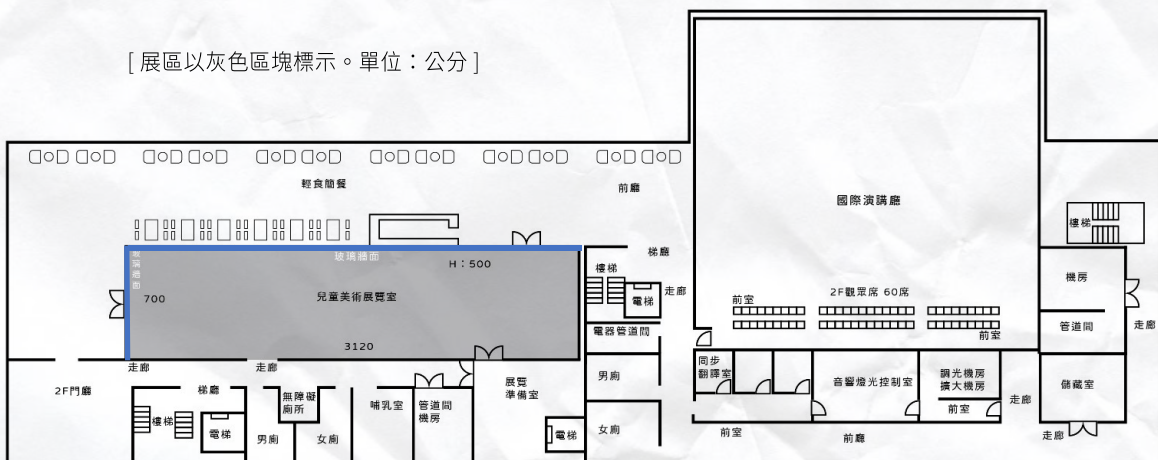 [ 展區以灰色區塊標示。單位：公分 ]
輕食簡餐
前廳
國際演講廳
樓梯
玻璃牆面
玻璃牆面
H：500
700
兒童美術展覽室
3120
樓梯
梯廳
電梯
走廊
電器管道間
機房
管道間
走廊
2F觀眾席 60席
前室
前室
走廊
走廊
2F門廳
梯廳
樓梯
電梯
無障礙
廁所
男廁
女廁
哺乳室
管道間
機房
展覽
準備室
電梯
男廁
女廁
同步
翻譯室
音響燈光控制室
調光機房
擴大機房
前室
走廊
儲藏室
走廊
前室
前廳